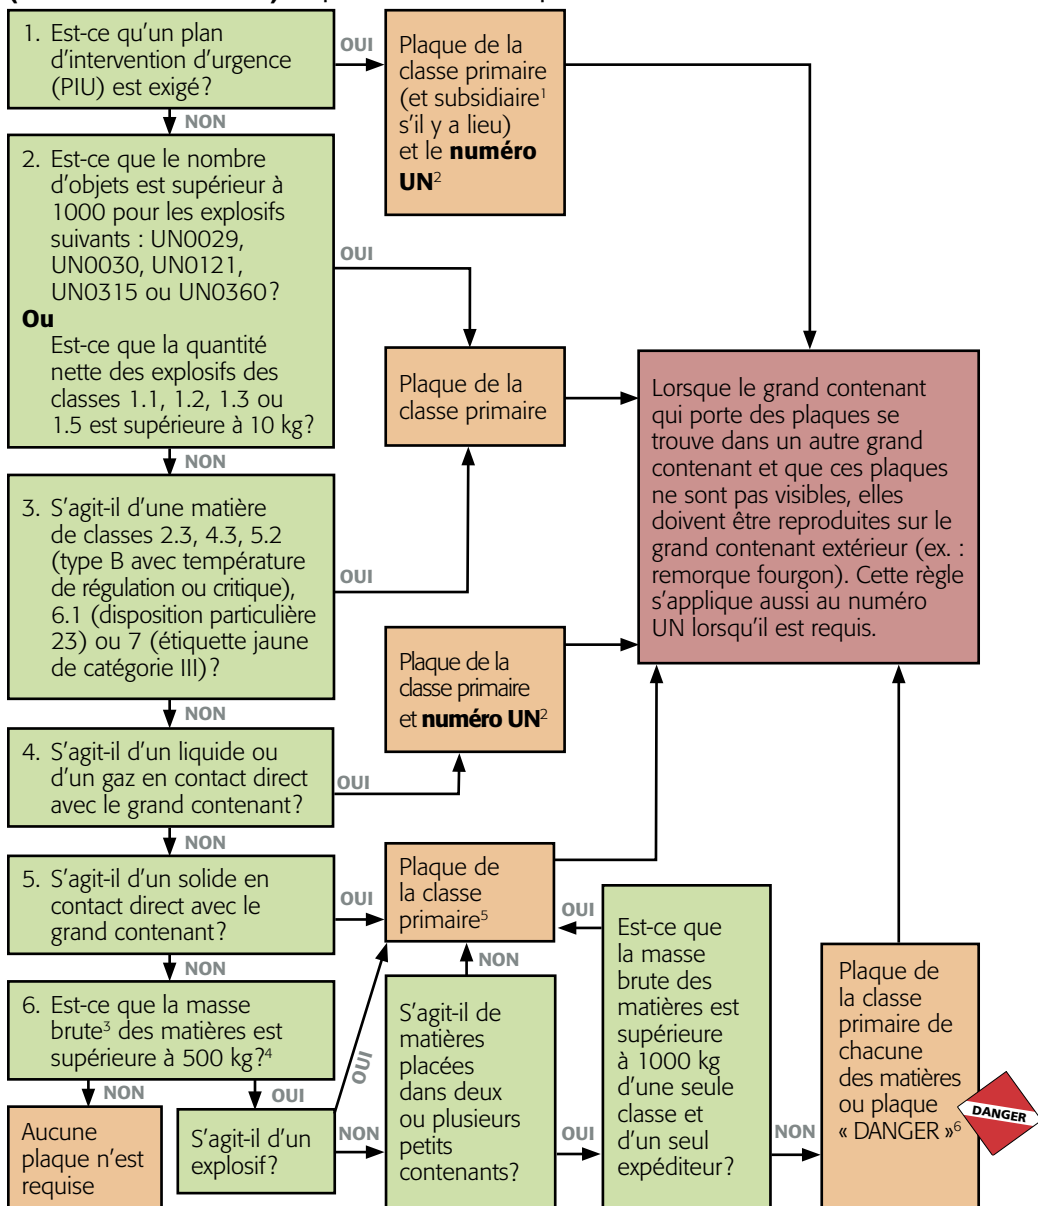 1. Est-ce qu'un plan
d'intervention d'urgence
(PIU) est exigé?
OUI
NON
Plaque de la
classe primaire
(et subsidiaire¹
s'il y a lieu)
et le numéro
UN²
2. Est-ce que le nombre
d'objets est supérieur à
1000 pour les explosifs
suivants : UN0029,
UN0030, UN0121,
UN0315 ou UN0360?
Ou
Est-ce que la quantité
nette des explosifs des
classes 1.1, 1.2, 1.3 ou
1.5 est supérieure à 10 kg?
OUI
NON
Plaque de la
classe primaire
Lorsque le grand contenant
qui porte des plaques se
trouve dans un autre grand
contenant et que ces plaques
ne sont pas visibles, elles
doivent être reproduites sur le
grand contenant extérieur (ex. :
remorque fourgon). Cette règle
s'applique aussi au numéro
UN lorsqu'il est requis.
3. S'agit-il d'une matière
de classes 2.3, 4.3, 5.2
(type B avec température
de régulation ou critique),
6.1 (disposition particulière
23) ou 7 (étiquette jaune
de catégorie III)?
OUI
NON
Plaque de la
classe primaire
et numéro UN²
4. S'agit-il d'un liquide ou
d'un gaz en contact direct
avec le grand contenant?
OUI
NON
5. S'agit-il d'un solide en
contact direct avec le
grand contenant?
OUI
NON
Plaque de
la classe
primaire⁵
OUI
NON
6. Est-ce que la masse
brute³ des matières est
supérieure à 500 kg?⁴
NON
OUI
OUI
Aucune
plaque n'est
requise
S'agit-il d'un
explosif?
NON
S'agit-il de
matières
placées
dans deux
ou plusieurs
petits
contenants?
OUI
Est-ce que
la masse
brute des
matières est
supérieure
à 1000 kg
d'une seule
classe et
d'un seul
expéditeur?
NON
Plaque de
la classe
primaire de
chacune
des matières
ou plaque
« DANGER »⁶
DANGER